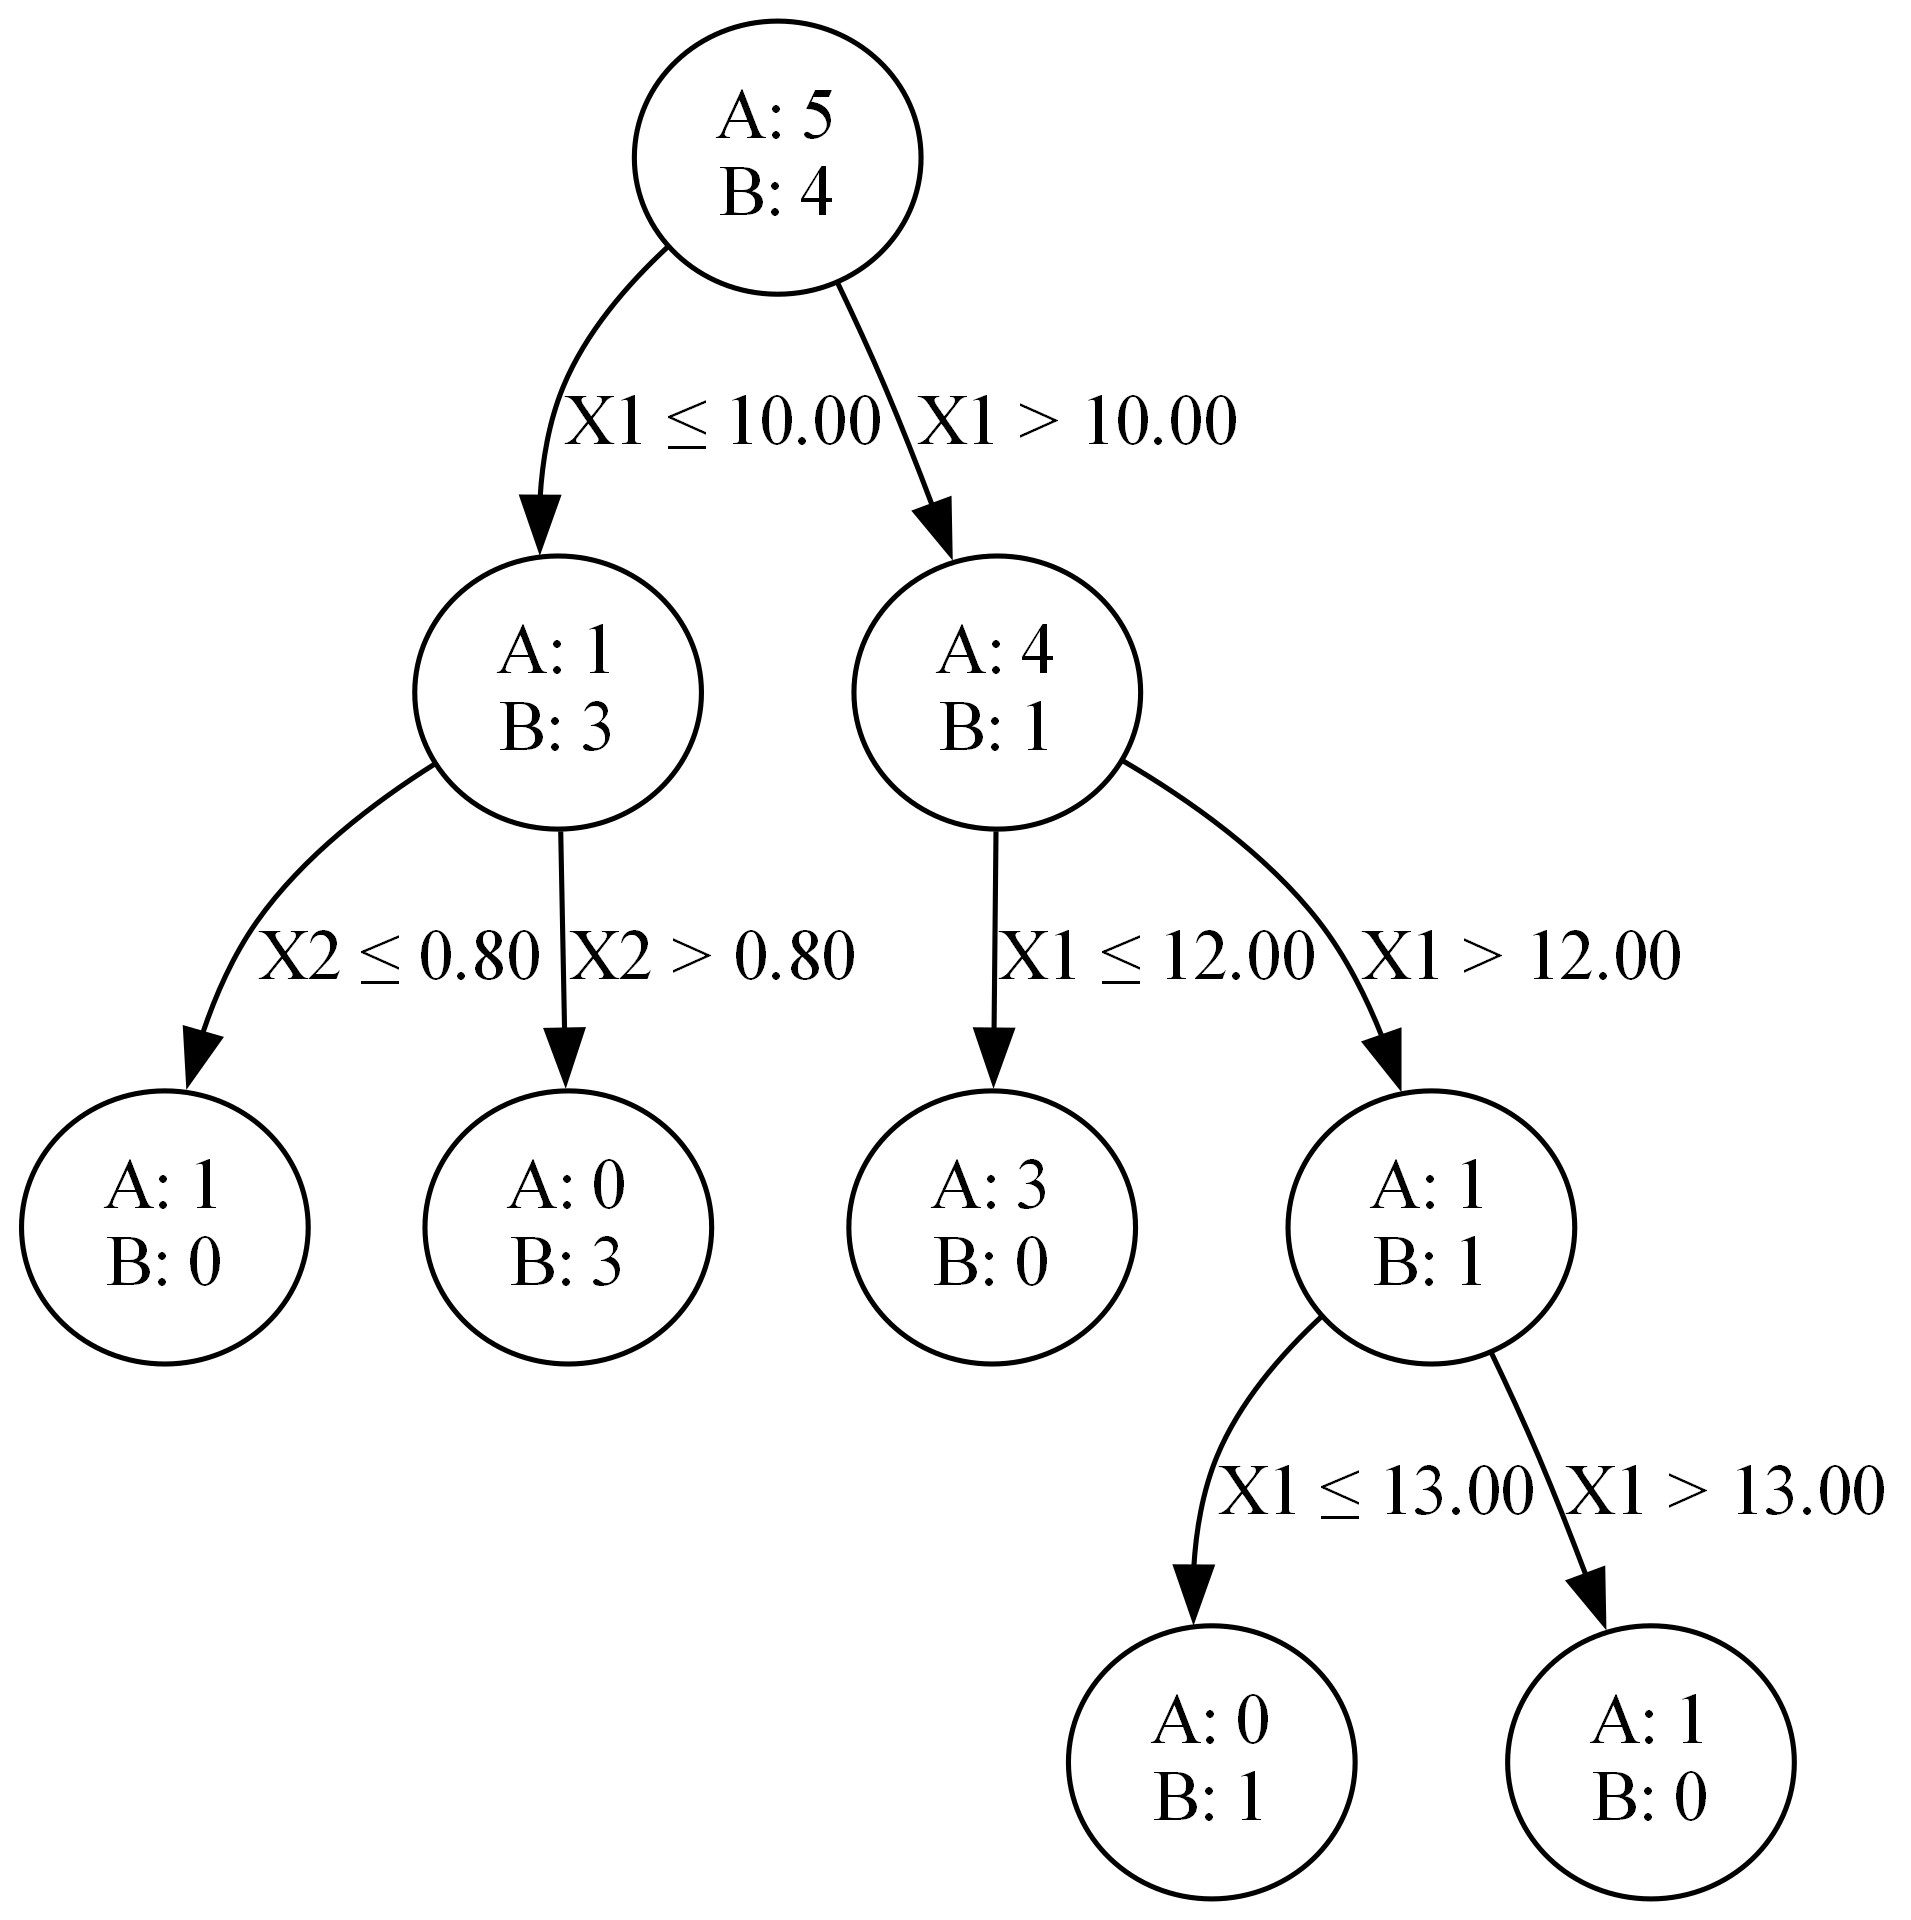 A: 5
B: 4
X1 ≤ 10.00
X1 > 10.00
A: 1
B: 3
A: 4
B: 1
X2 ≤ 0.80
X2 > 0.80
X1 ≤ 12.00
X1 > 12.00
A: 1
B: 0
A: 0
B: 3
A: 3
B: 0
A: 1
B: 1
X1 ≤ 13.00
X1 > 13.00
A: 0
B: 1
A: 1
B: 0